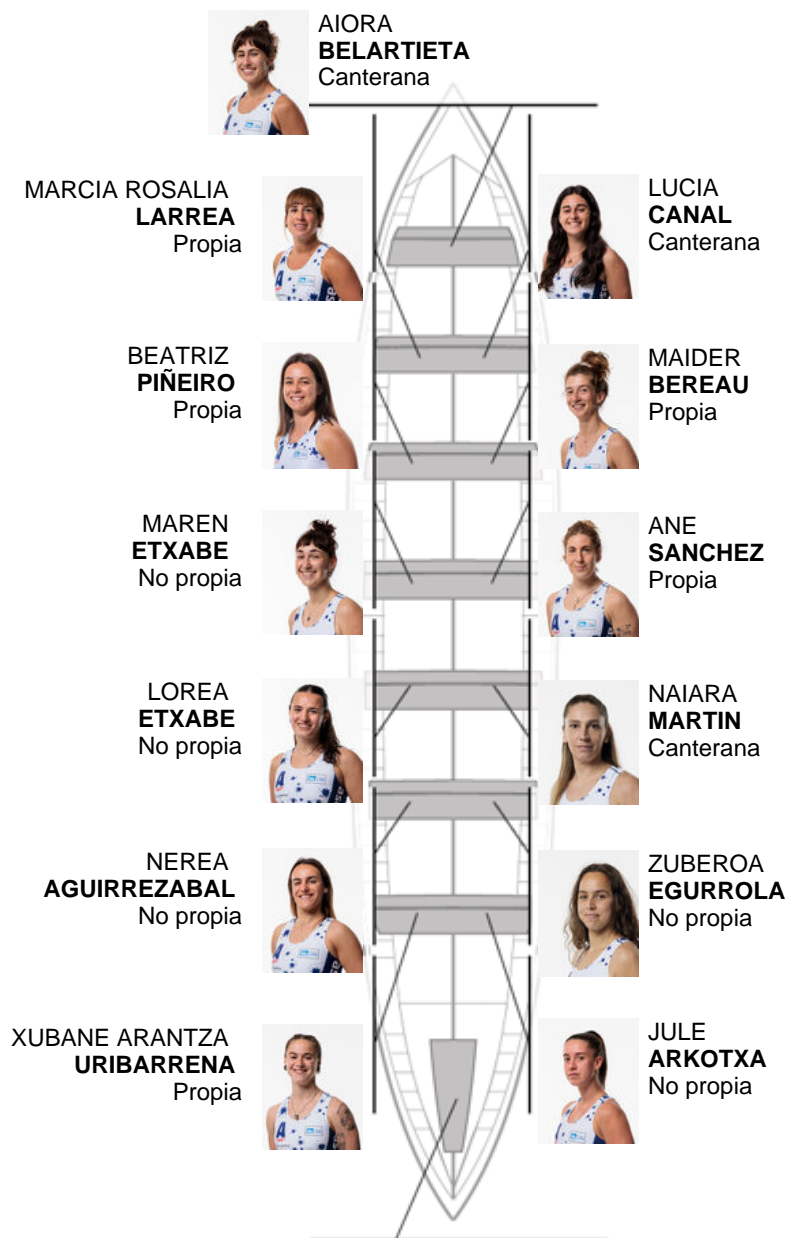 AIORA
BELARTIETA
Canterana
MARCIA ROSALIA
LARREA
Propia
LUCIA
CANAL
Canterana
BEATRIZ
PIÑEIRO
Propia
MAIDER
BEREAU
Propia
MAREN
ETXABE
No propia
ANE
SANCHEZ
Propia
LOREA
ETXABE
No propia
NAIARA
MARTIN
Canterana
NEREA
AGUIRREZABAL
No propia
ZUBEROA
EGURROLA
No propia
XUBANE ARANTZA
URIBARRENA
Propia
JULE
ARKOTXA
No propia